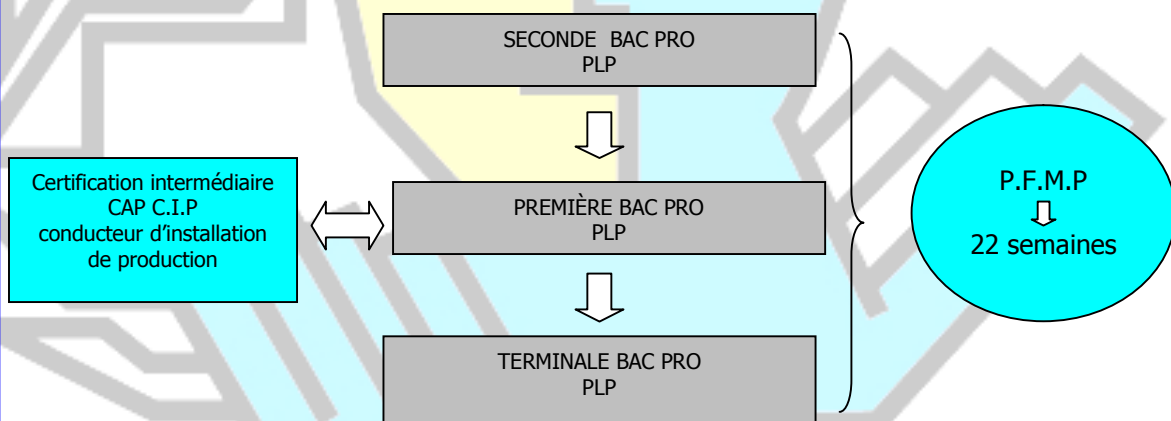 SECONDE BAC PRO
PLP
Certification intermédiaire
CAP C.I.P
conducteur d'installation
de production
PREMIÈRE BAC PRO
PLP
P.F.M.P
22 semaines
TERMINALE BAC PRO
PLP